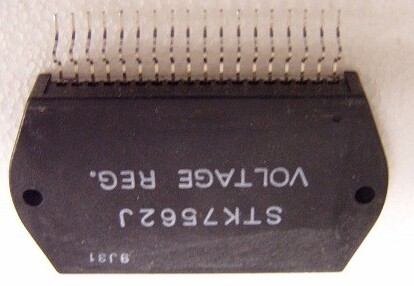 9J31
STK7562J
VOLTAGE REG.